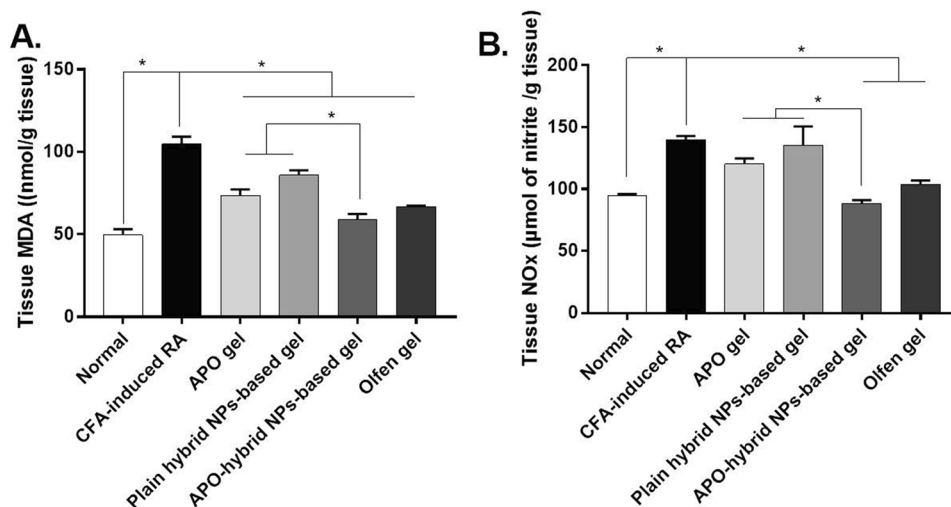 A.
Tissue MDA ((nmol/g tissue)
150
100
50
0
*
*
*
Normal
CFA-induced RA
APO gel
Plain hybrid NPs-based gel
APO-hybrid NPs-based gel
Olfen gel
B.
Tissue NOx (µmol of nitrite /g tissue)
200
150
100
50
0
*
*
*
Normal
CFA-induced RA
APO gel
Plain hybrid NPs-based gel
APO-hybrid NPs-based gel
Olfen gel